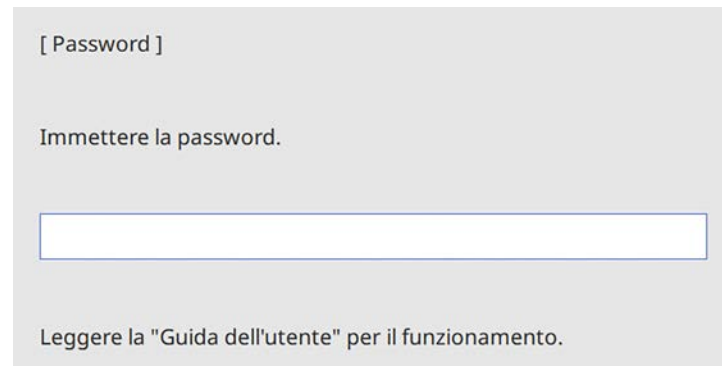 [ Password ]
Immettere la password.
Leggere la "Guida dell'utente" per il funzionamento.